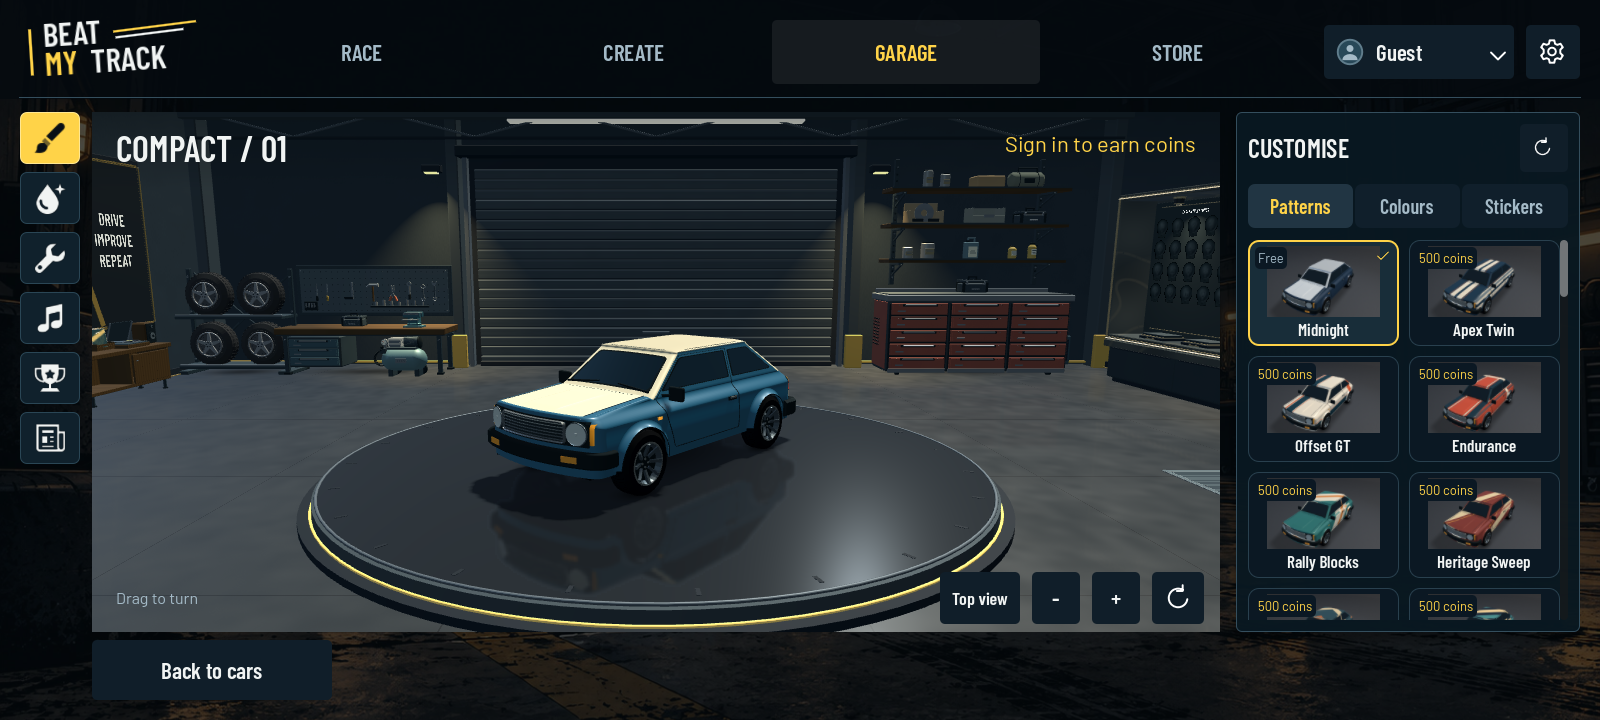 BEAT
MY TRACK
RACE
CREATE
GARAGE
STORE
Guest
COMPACT / 01
Sign in to earn coins
DRIVE
IMPROVE
REPEAT
Drag to turn
Top view
-
+
Back to cars
CUSTOMISE
Patterns
Colours
Stickers
Free
Midnight
500 coins
Apex Twin
500 coins
Offset GT
500 coins
Endurance
500 coins
Rally Blocks
500 coins
Heritage Sweep
500 coins
500 coins